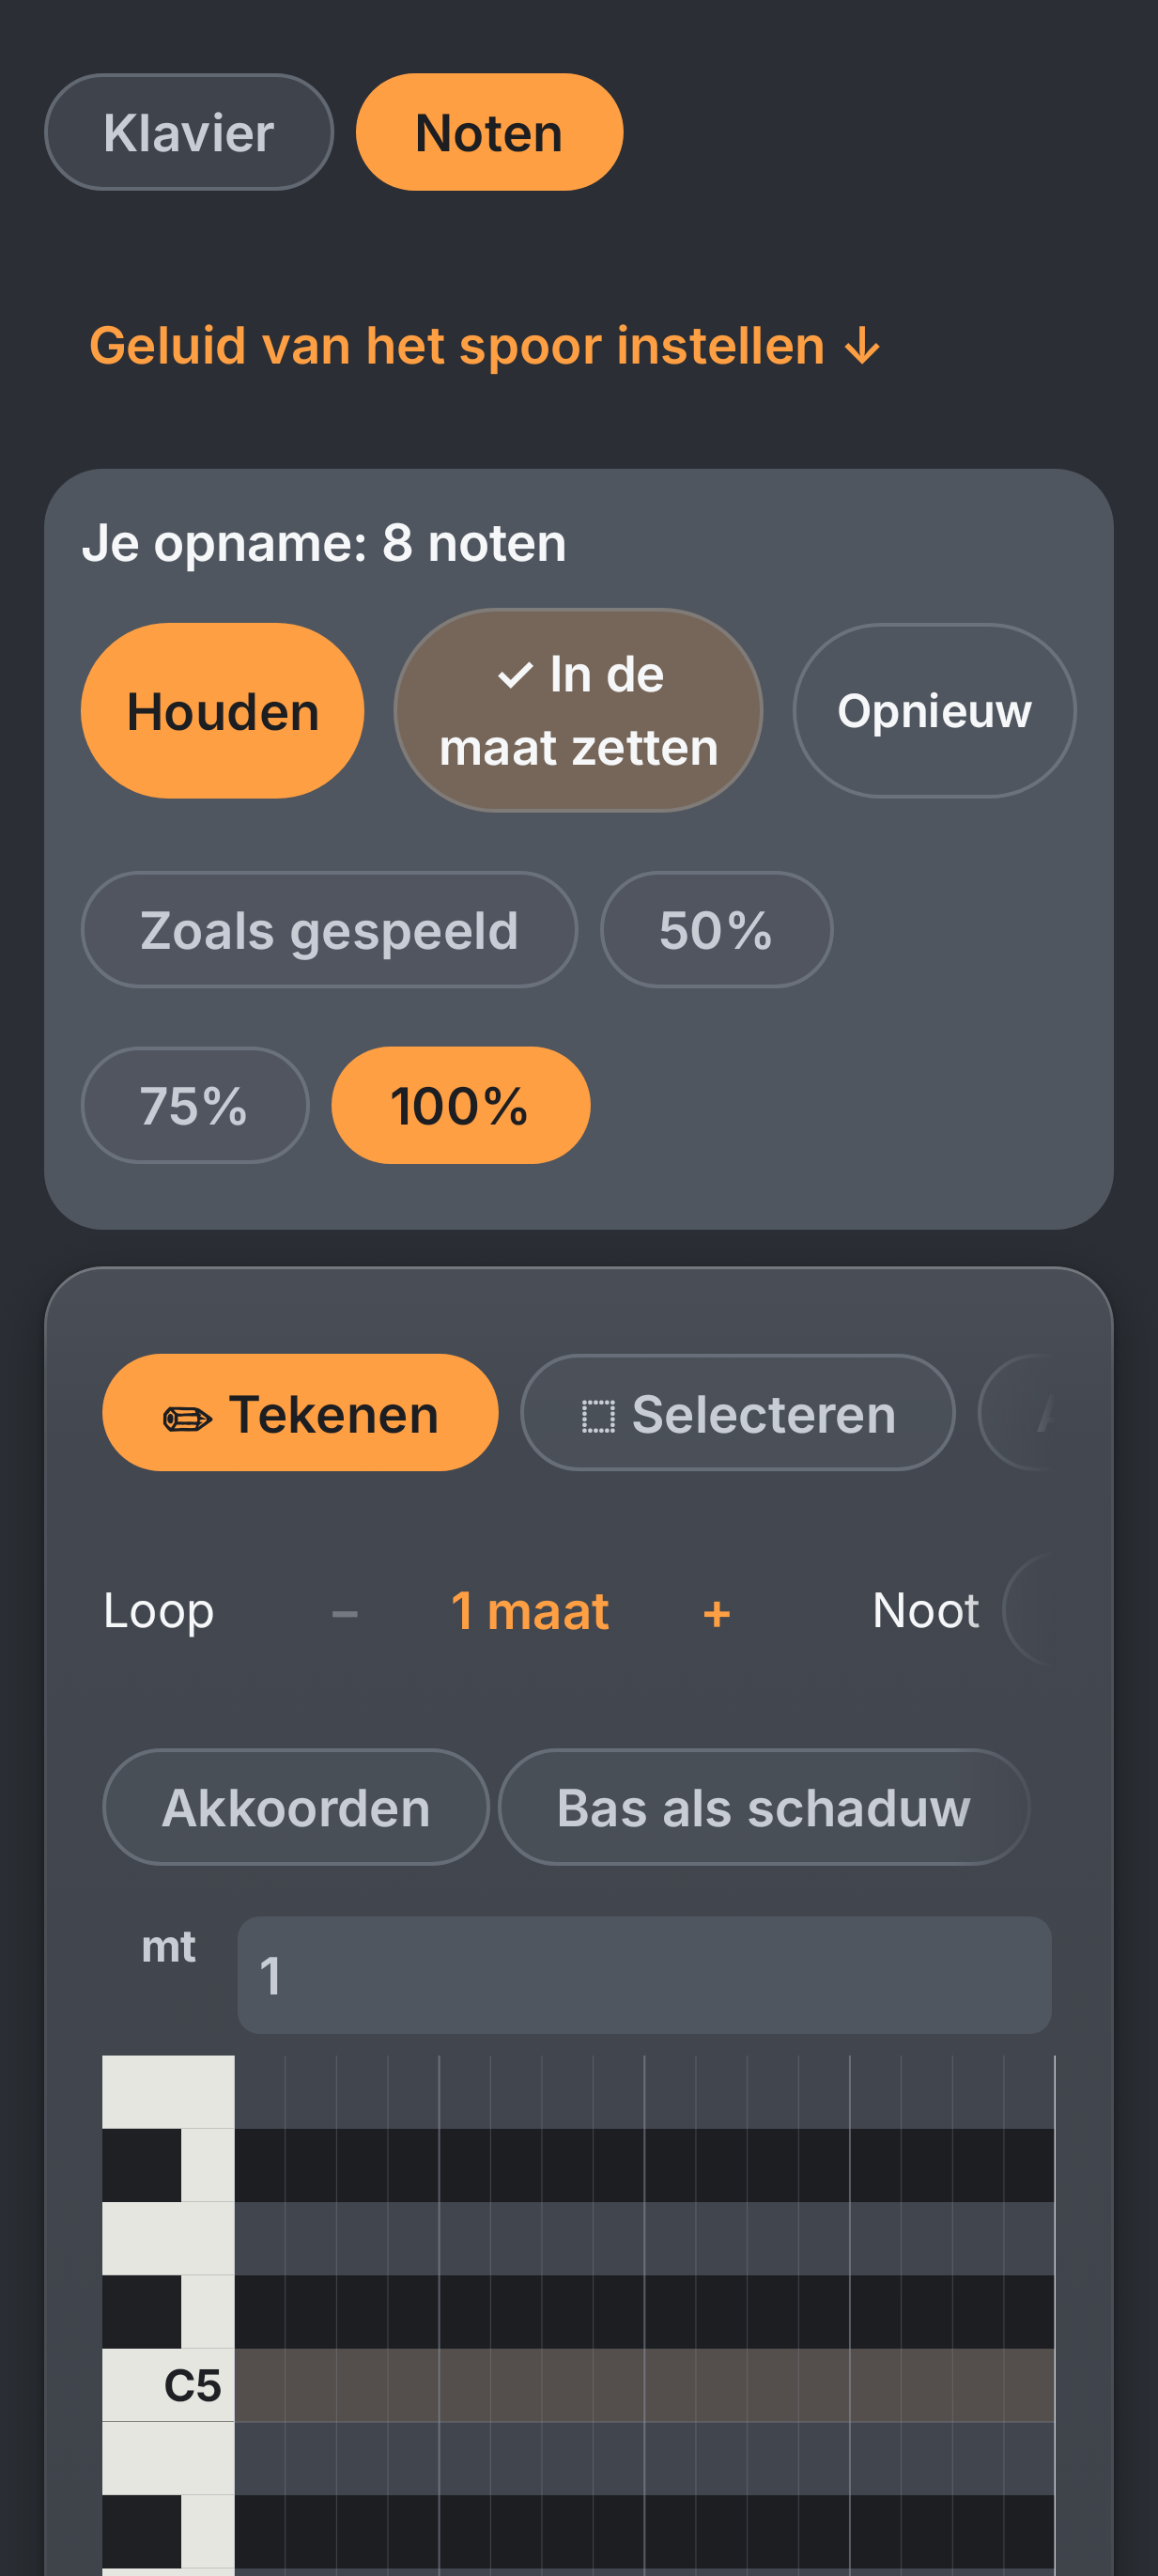 Klavier Noten
Geluid van het spoor instellen ↓
Je opname: 8 noten
Houden
✓ In de
maat zetten
Opnieuw
Zoals gespeeld 50%
75% 100%
✏ Tekenen ⬚ Selecteren
Loop – 1 maat + Noot
Akkoorden Bas als schaduw
mt 1
C5